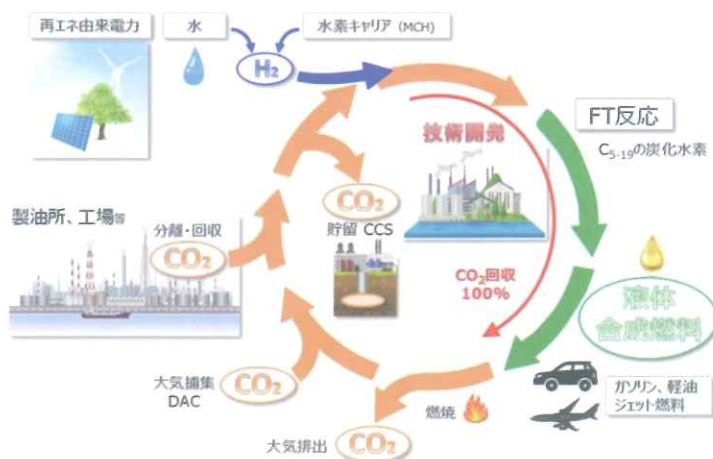 再エネ由来電力
水
水素キャリア (MCH)
H₂
FT反応
C₅₋₁₉の炭化水素
技術開発
CO₂
貯留 CCS
製油所、工場等
分離・回収
CO₂
CO₂回収
100%
液体
合成燃料
大気捕集
DAC
CO₂
ガソリン、軽油
ジェット燃料
燃焼
大気排出
CO₂